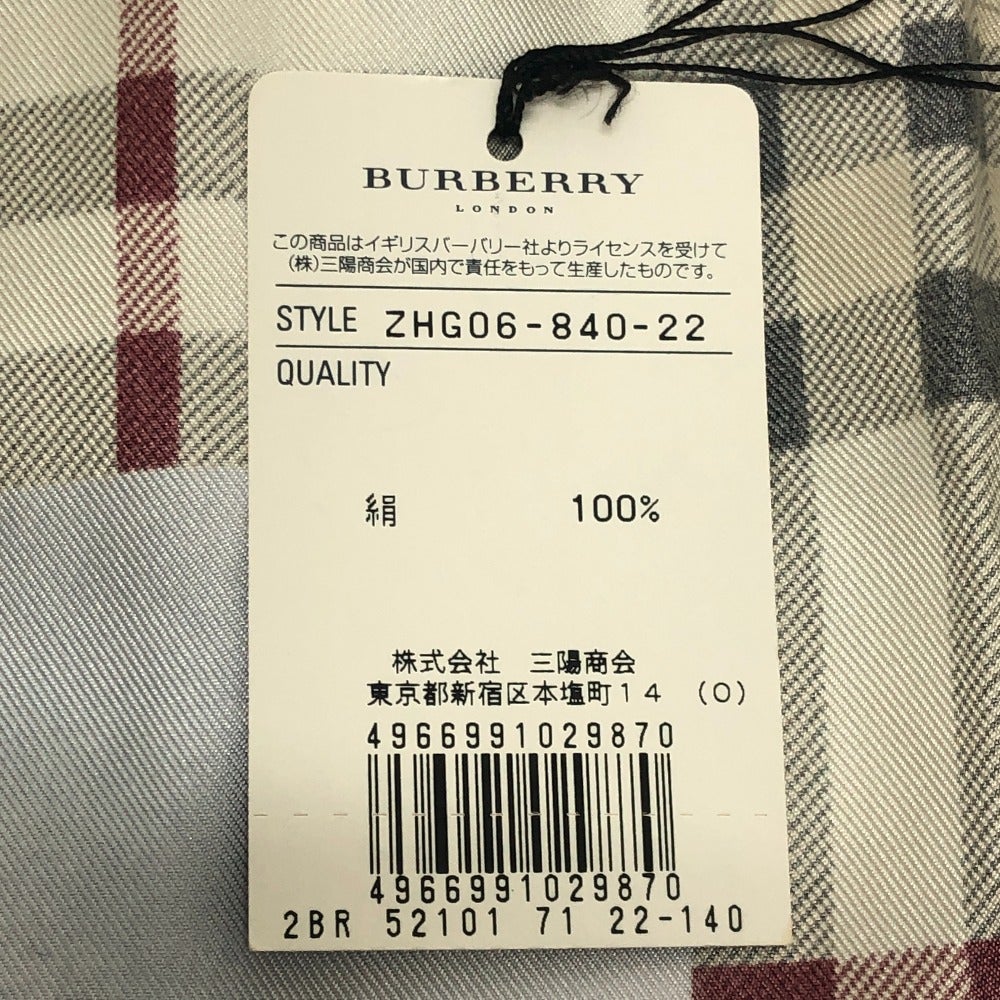 BURBERRY
LONDON
この商品はイギリスバーバリー社よりライセンスを受けて
(株)三陽商会が国内で責任をもって生産したものです。
STYLE ZHG06-840-22
QUALITY
絹 100%
株式会社 三陽商会
東京都新宿区本塩町14 (0)
4966991029870
4966991029870
2BR 52101 71 22-140